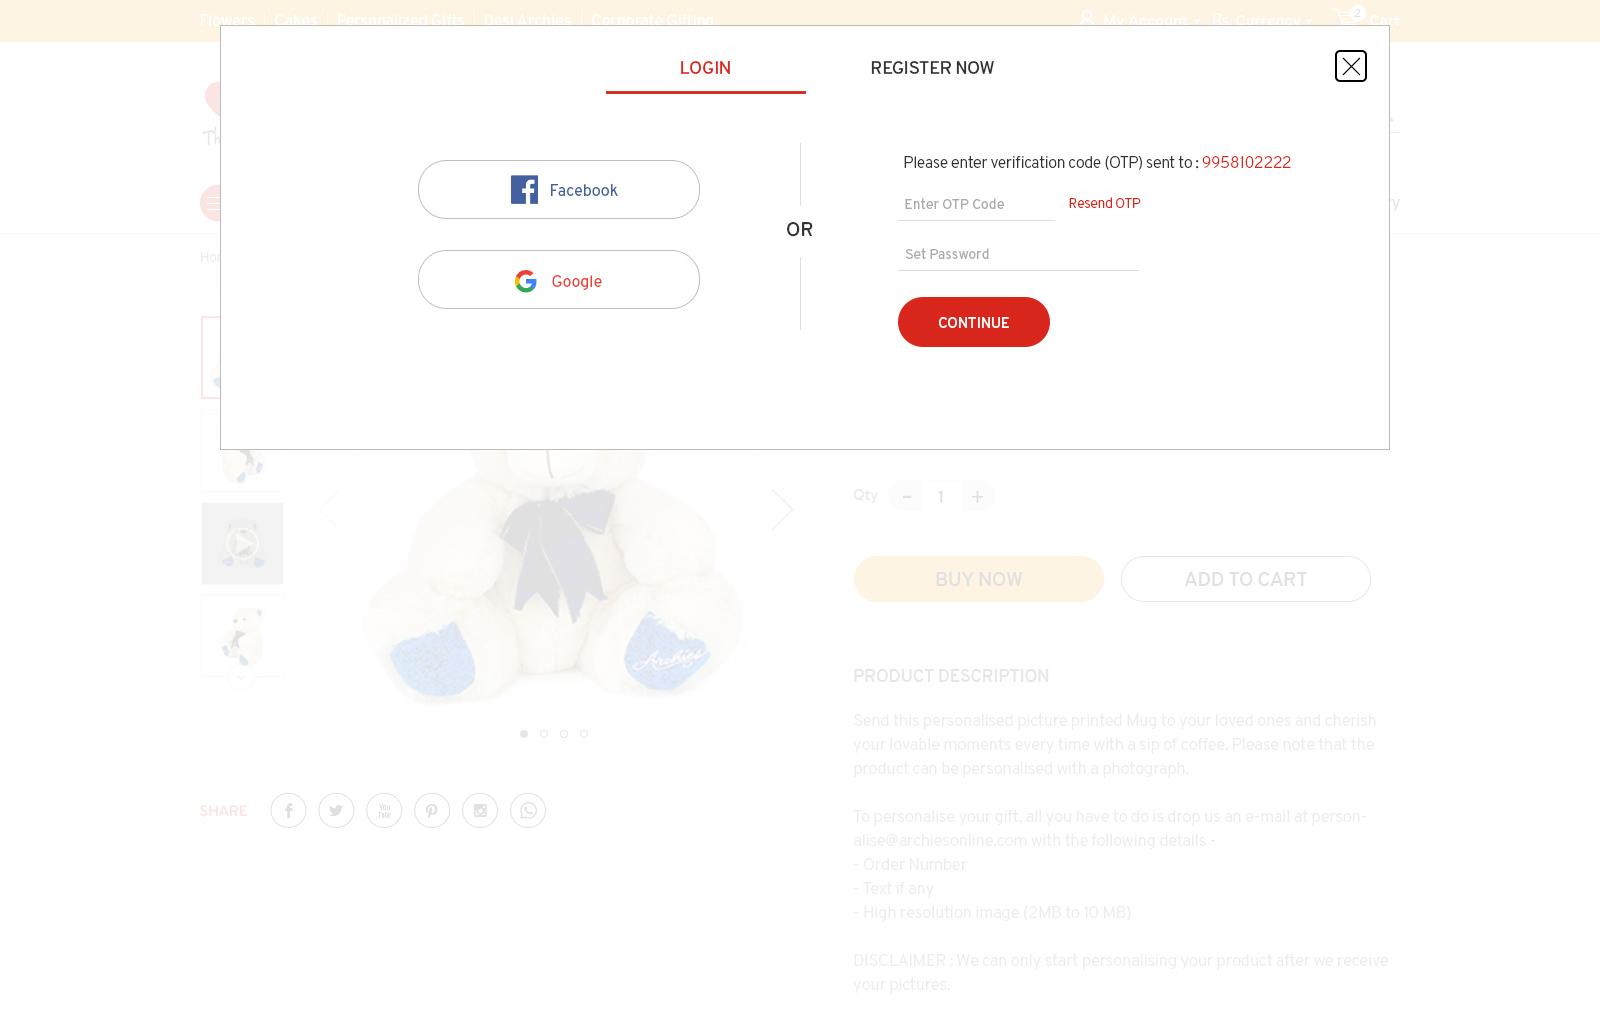 Flowers Cakes Personalized Gifts Desi Archies Corporate Gifting My Account Rs. Currency 2 Cart
LOGIN REGISTER NOW
Please enter verification code (OTP) sent to : 9958102222
Facebook
Enter OTP Code Resend OTP
OR
Set Password
Google
CONTINUE
Qty - 1 +
BUY NOW ADD TO CART
Archies
PRODUCT DESCRIPTION
Send this personalised picture printed Mug to your loved ones and cherish
your lovable moments every time with a sip of coffee. Please note that the
product can be personalised with a photograph.
SHARE
You
Tube
To personalise your gift, all you have to do is drop us an e-mail at person-
alise@archiesonline.com with the following details -
- Order Number
- Text if any
- High resolution image (2MB to 10 MB)
DISCLAIMER : We can only start personalising your product after we receive
your pictures.